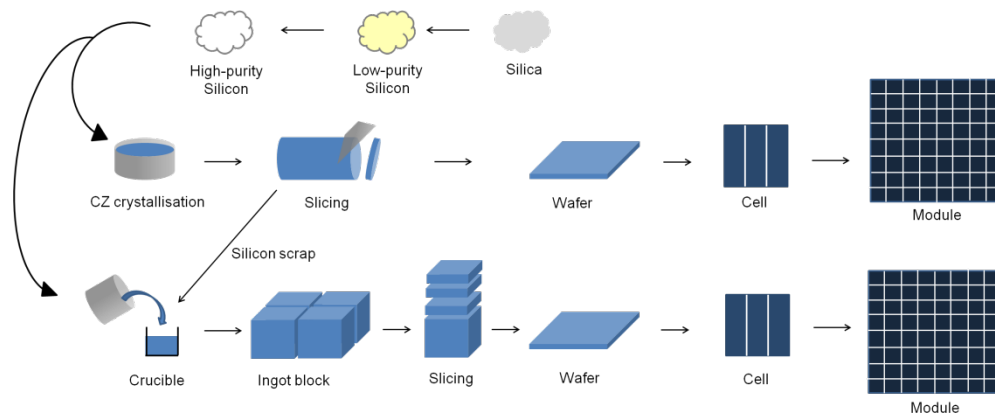 High-purity
Silicon
Low-purity
Silicon
Silica
CZ crystallisation
Slicing
Wafer
Cell
Module
Silicon scrap
Crucible
Ingot block
Slicing
Wafer
Cell
Module